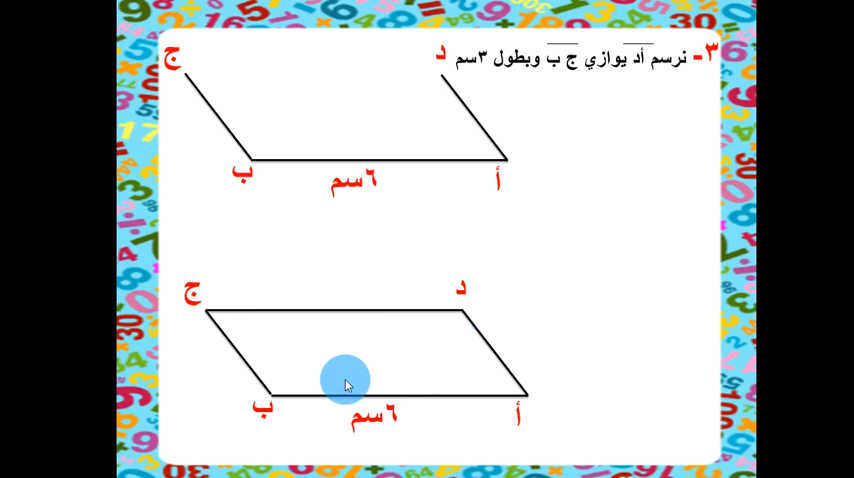 ٣- نرسم أد يوازي ج ب وبطول ٣سم
ج
د
ب
٦سم
أ
ج
د
ب
٦سم
أ